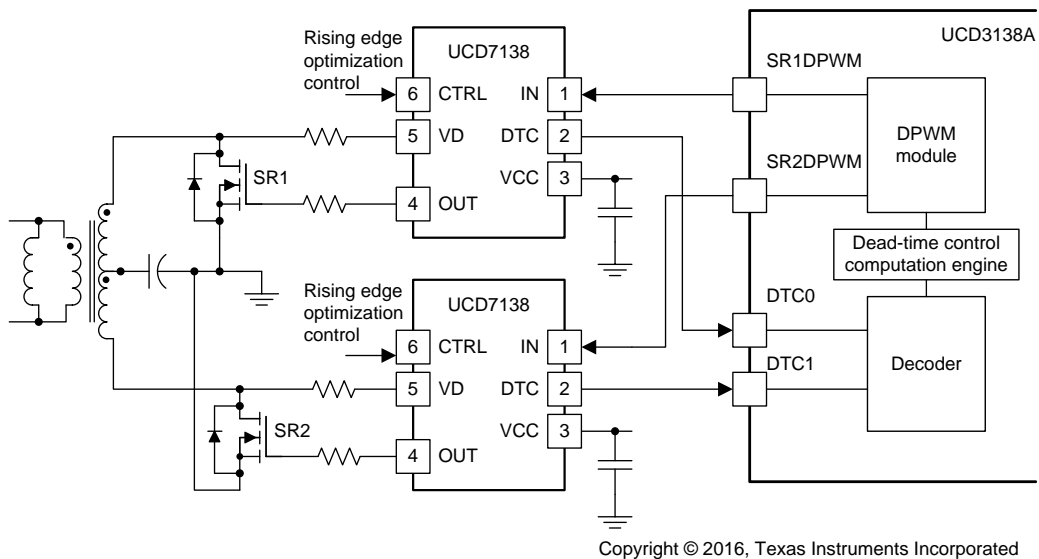 UCD3138A
Rising edge
optimization
control
UCD7138
SR1DPWM
6 CTRL IN 1
5 VD DTC 2
VCC 3
4 OUT
SR1
DPWM
module
SR2DPWM
Dead-time control
computation engine
Rising edge
optimization
control
UCD7138
DTC0
6 CTRL IN 1
5 VD DTC 2
VCC 3
4 OUT
SR2
DTC1
Decoder
Copyright © 2016, Texas Instruments Incorporated